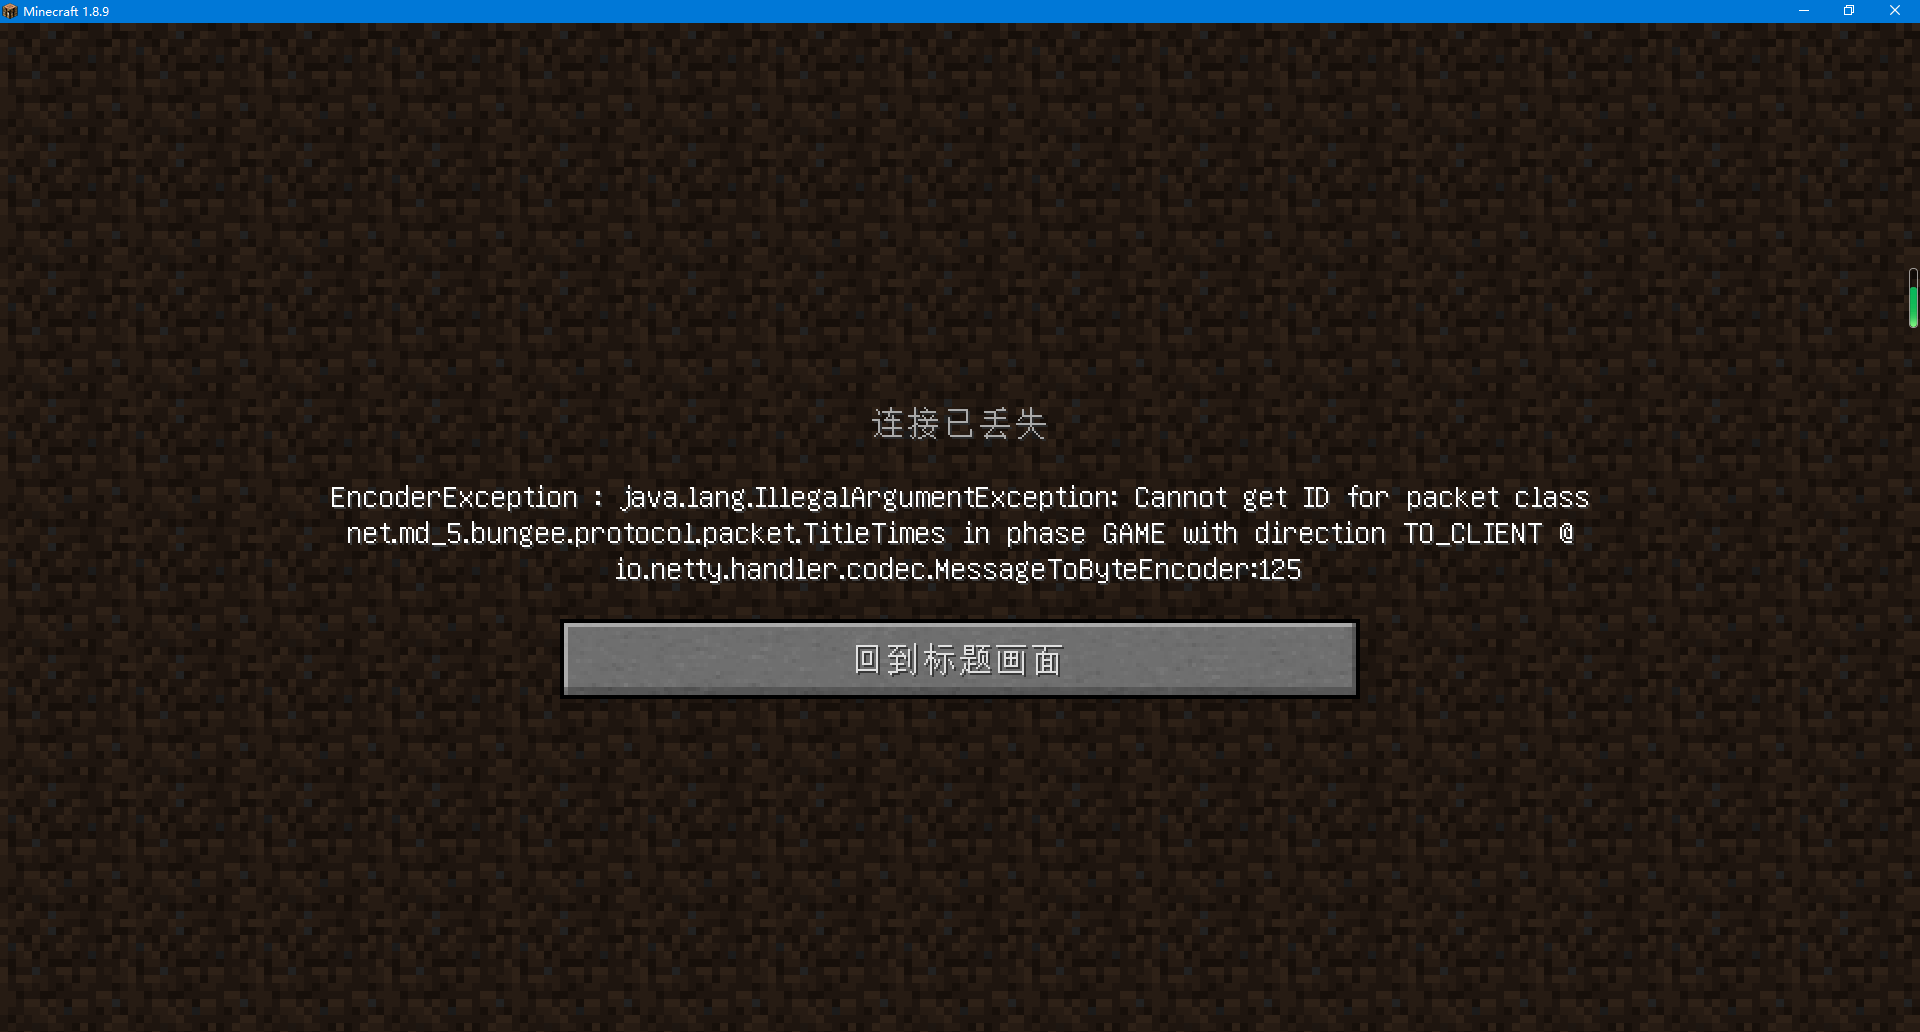 Minecraft 1.8.9
连接已丢失
EncoderException : java.lang.IllegalArgumentException: Cannot get ID for packet class
net.md_5.bungee.protocol.packet.TitleTimes in phase GAME with direction TO_CLIENT @
io.netty.handler.codec.MessageToByteEncoder:125
回到标题画面